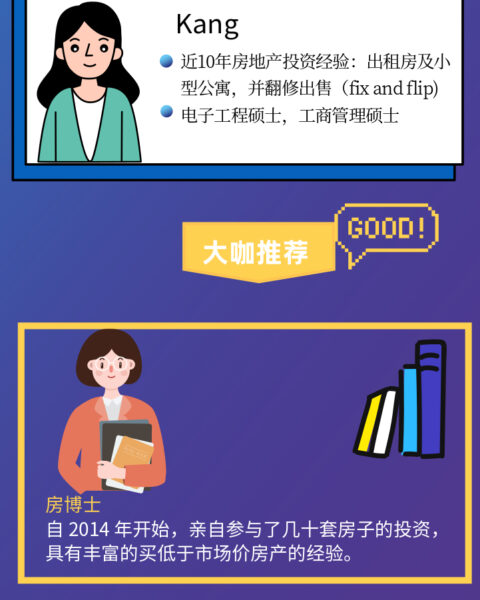 Kang
近10年房地产投资经验：出租房及小
型公寓，并翻修出售（fix and flip)
电子工程硕士，工商管理硕士
大咖推荐
GOOD!
房博士
自 2014 年开始，亲自参与了几十套房子的投资，
具有丰富的买低于市场价房产的经验。